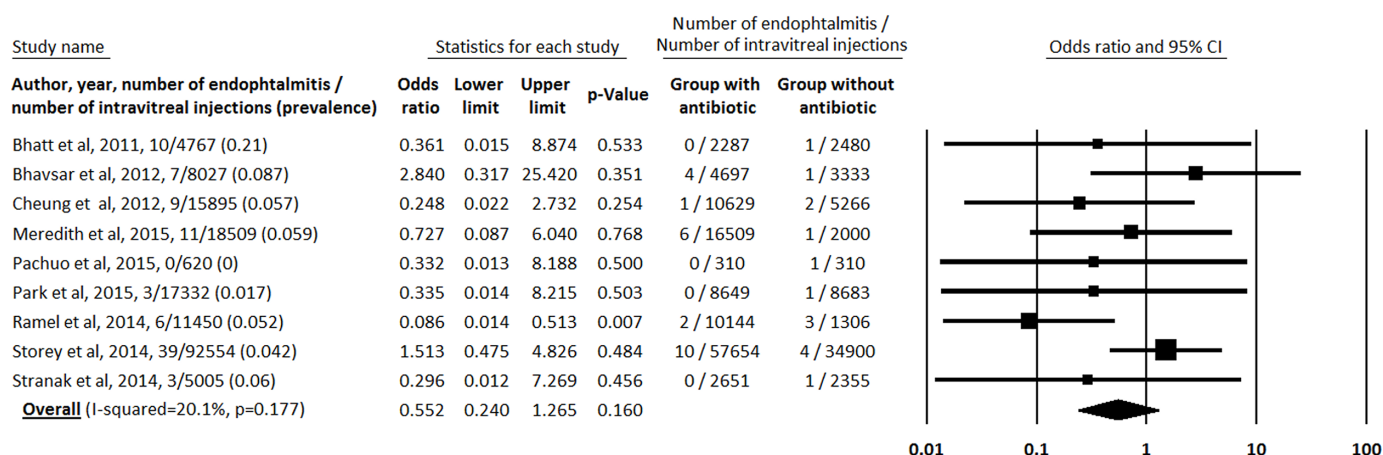 Number of endophtalmitis /
Study name Statistics for each study Number of intravitreal injections Odds ratio and 95% CI
Author, year, number of endophtalmitis / Odds Lower Upper p-Value Group with Group without
number of intravitreal injections (prevalence) ratio limit limit antibiotic antibiotic
Bhatt et al, 2011, 10/4767 (0.21) 0.361 0.015 8.874 0.533 0 / 2287 1 / 2480
Bhavsar et al, 2012, 7/8027 (0.087) 2.840 0.317 25.420 0.351 4 / 4697 1 / 3333
Cheung et al, 2012, 9/15895 (0.057) 0.248 0.022 2.732 0.254 1 / 10629 2 / 5266
Meredith et al, 2015, 11/18509 (0.059) 0.727 0.087 6.040 0.768 6 / 16509 1 / 2000
Pachuo et al, 2015, 0/620 (0) 0.332 0.013 8.188 0.500 0 / 310 1 / 310
Park et al, 2015, 3/17332 (0.017) 0.335 0.014 8.215 0.503 0 / 8649 1 / 8683
Ramel et al, 2014, 6/11450 (0.052) 0.086 0.014 0.513 0.007 2 / 10144 3 / 1306
Storey et al, 2014, 39/92554 (0.042) 1.513 0.475 4.826 0.484 10 / 57654 4 / 34900
Stranak et al, 2014, 3/5005 (0.06) 0.296 0.012 7.269 0.456 0 / 2651 1 / 2355
Overall (I-squared=20.1%, p=0.177) 0.552 0.240 1.265 0.160
0.01 0.1 1 10 100